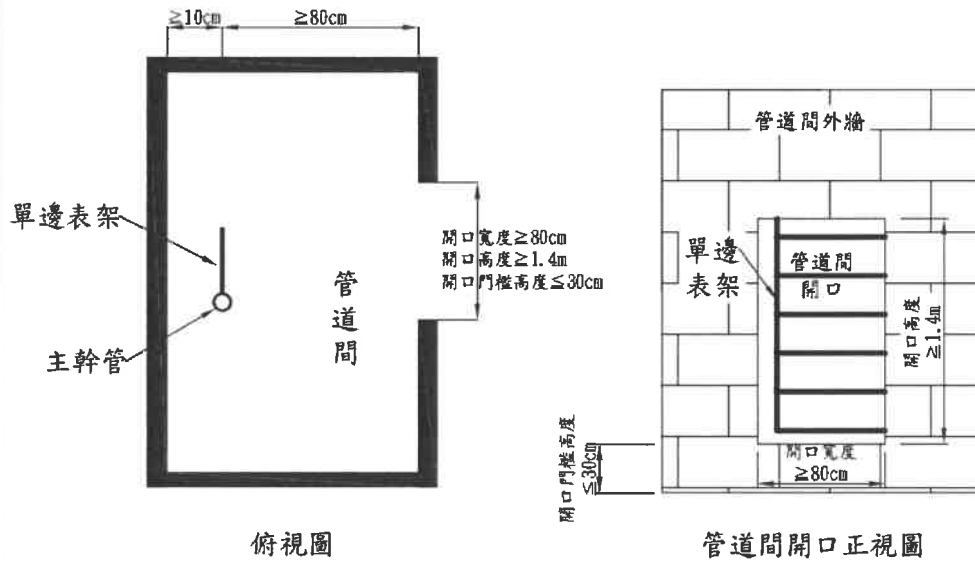 ≥10cm
≥80cm
單邊表架
主幹管
管道間
開口寬度≥80cm
開口高度≥1.4m
開口門檻高度≤30cm
俯視圖
管道間外牆
單邊
表架
管道間
開口
開口高度
≥1.4m
開口門檻高度
≤30cm
開口寬度
≥80cm
管道間開口正視圖